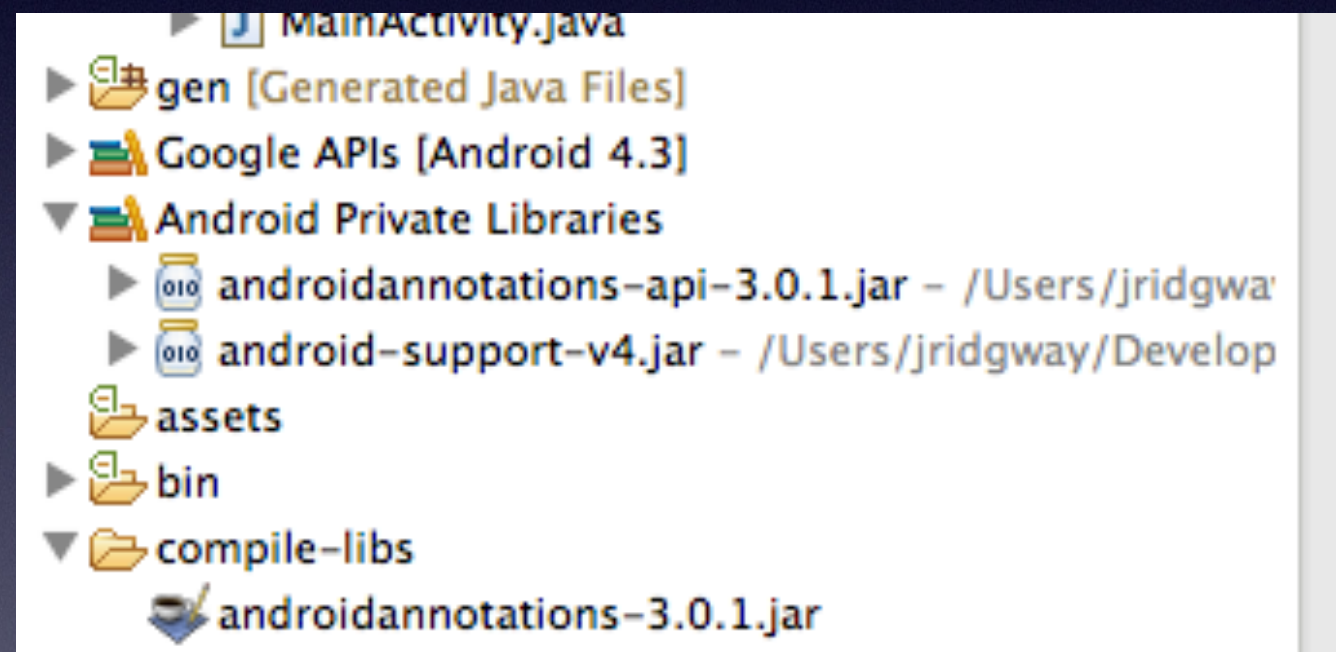 MainActivity.java
gen [Generated Java Files]
Google APIs [Android 4.3]
Android Private Libraries
androidannotations-api-3.0.1.jar – /Users/jridgwa
android-support-v4.jar – /Users/jridgway/Develop
assets
bin
compile-libs
androidannotations-3.0.1.jar